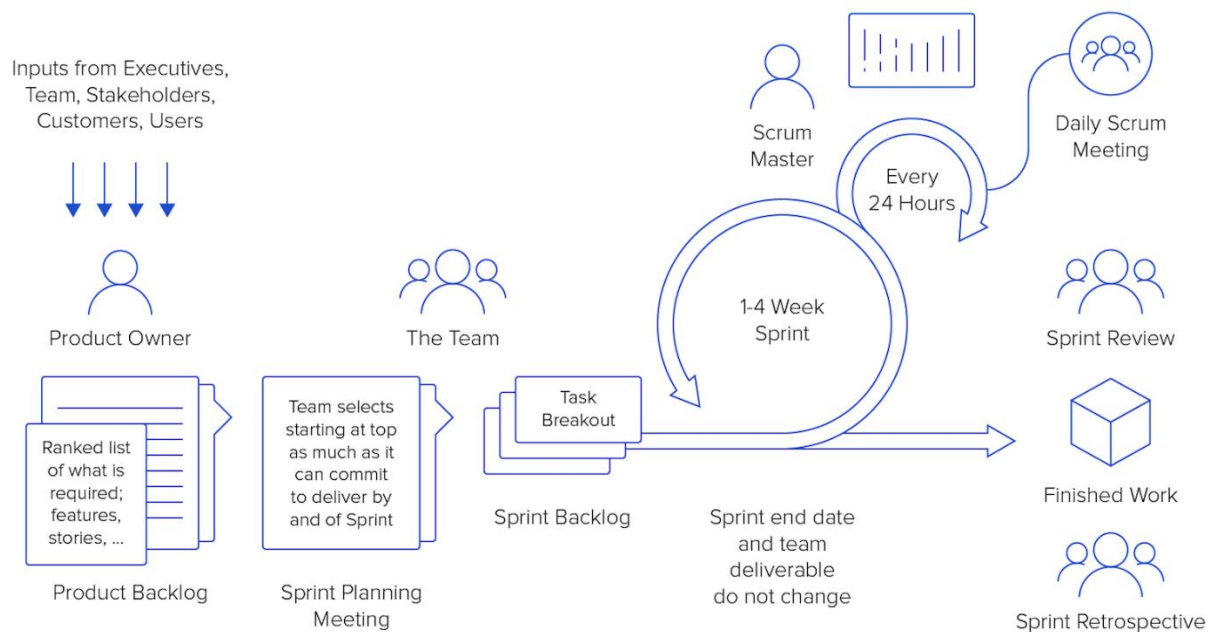 Inputs from Executives,
Team, Stakeholders,
Customers, Users
Product Owner
Ranked list
of what is
required;
features,
stories, ...
Product Backlog
The Team
Team selects
starting at top
as much as it
can commit
to deliver by
and of Sprint
Sprint Planning
Meeting
Task
Breakout
Sprint Backlog
Scrum
Master
1-4 Week
Sprint
Every
24 Hours
Sprint end date
and team
deliverable
do not change
Daily Scrum
Meeting
Sprint Review
Finished Work
Sprint Retrospective